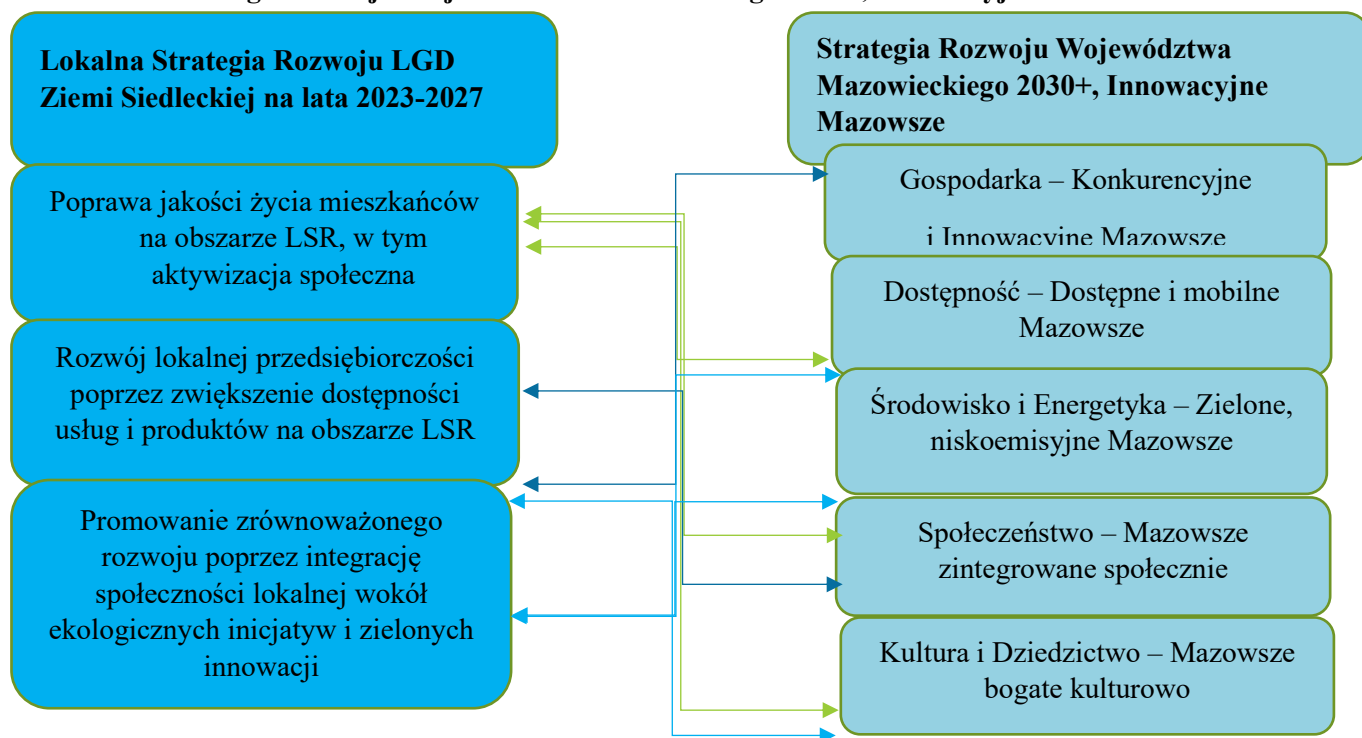 Lokalna Strategia Rozwoju LGD
Ziemi Siedleckiej na lata 2023-2027
Poprawa jakości życia mieszkańców
na obszarze LSR, w tym
aktywizacja społeczna
Rozwój lokalnej przedsiębiorczości
poprzez zwiększenie dostępności
usług i produktów na obszarze LSR
Promowanie zrównoważonego
rozwoju poprzez integrację
społeczności lokalnej wokół
ekologicznych inicjatyw i zielonych
innowacji
Strategia Rozwoju Województwa
Mazowieckiego 2030+, Innowacyjne
Mazowsze
Gospodarka – Konkurencyjne
i Innowacyjne Mazowsze
Dostępność – Dostępne i mobilne
Mazowsze
Środowisko i Energetyka – Zielone,
niskoemisyjne Mazowsze
Społeczeństwo – Mazowsze
zintegrowane społecznie
Kultura i Dziedzictwo – Mazowsze
bogate kulturowo